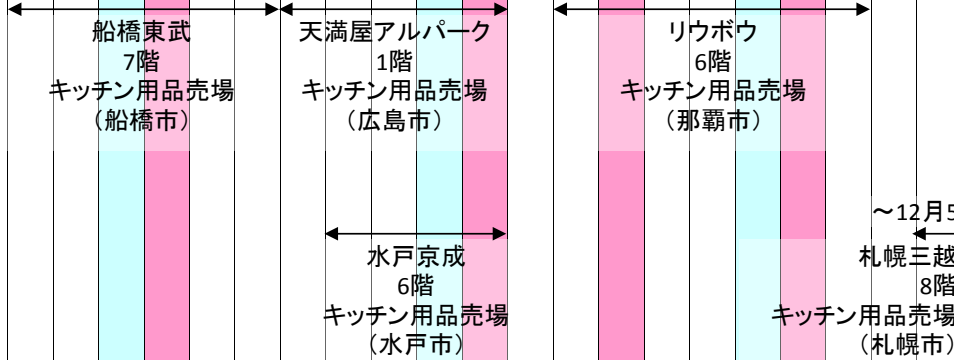 船橋東武
7階
キッチン用品売場
（船橋市）
天満屋アルパーク
1階
キッチン用品売場
（広島市）
リウボウ
6階
キッチン用品売場
（那覇市）
水戸京成
6階
キッチン用品売場
（水戸市）
～12月5
札幌三越
8階
キッチン用品売場
（札幌市）